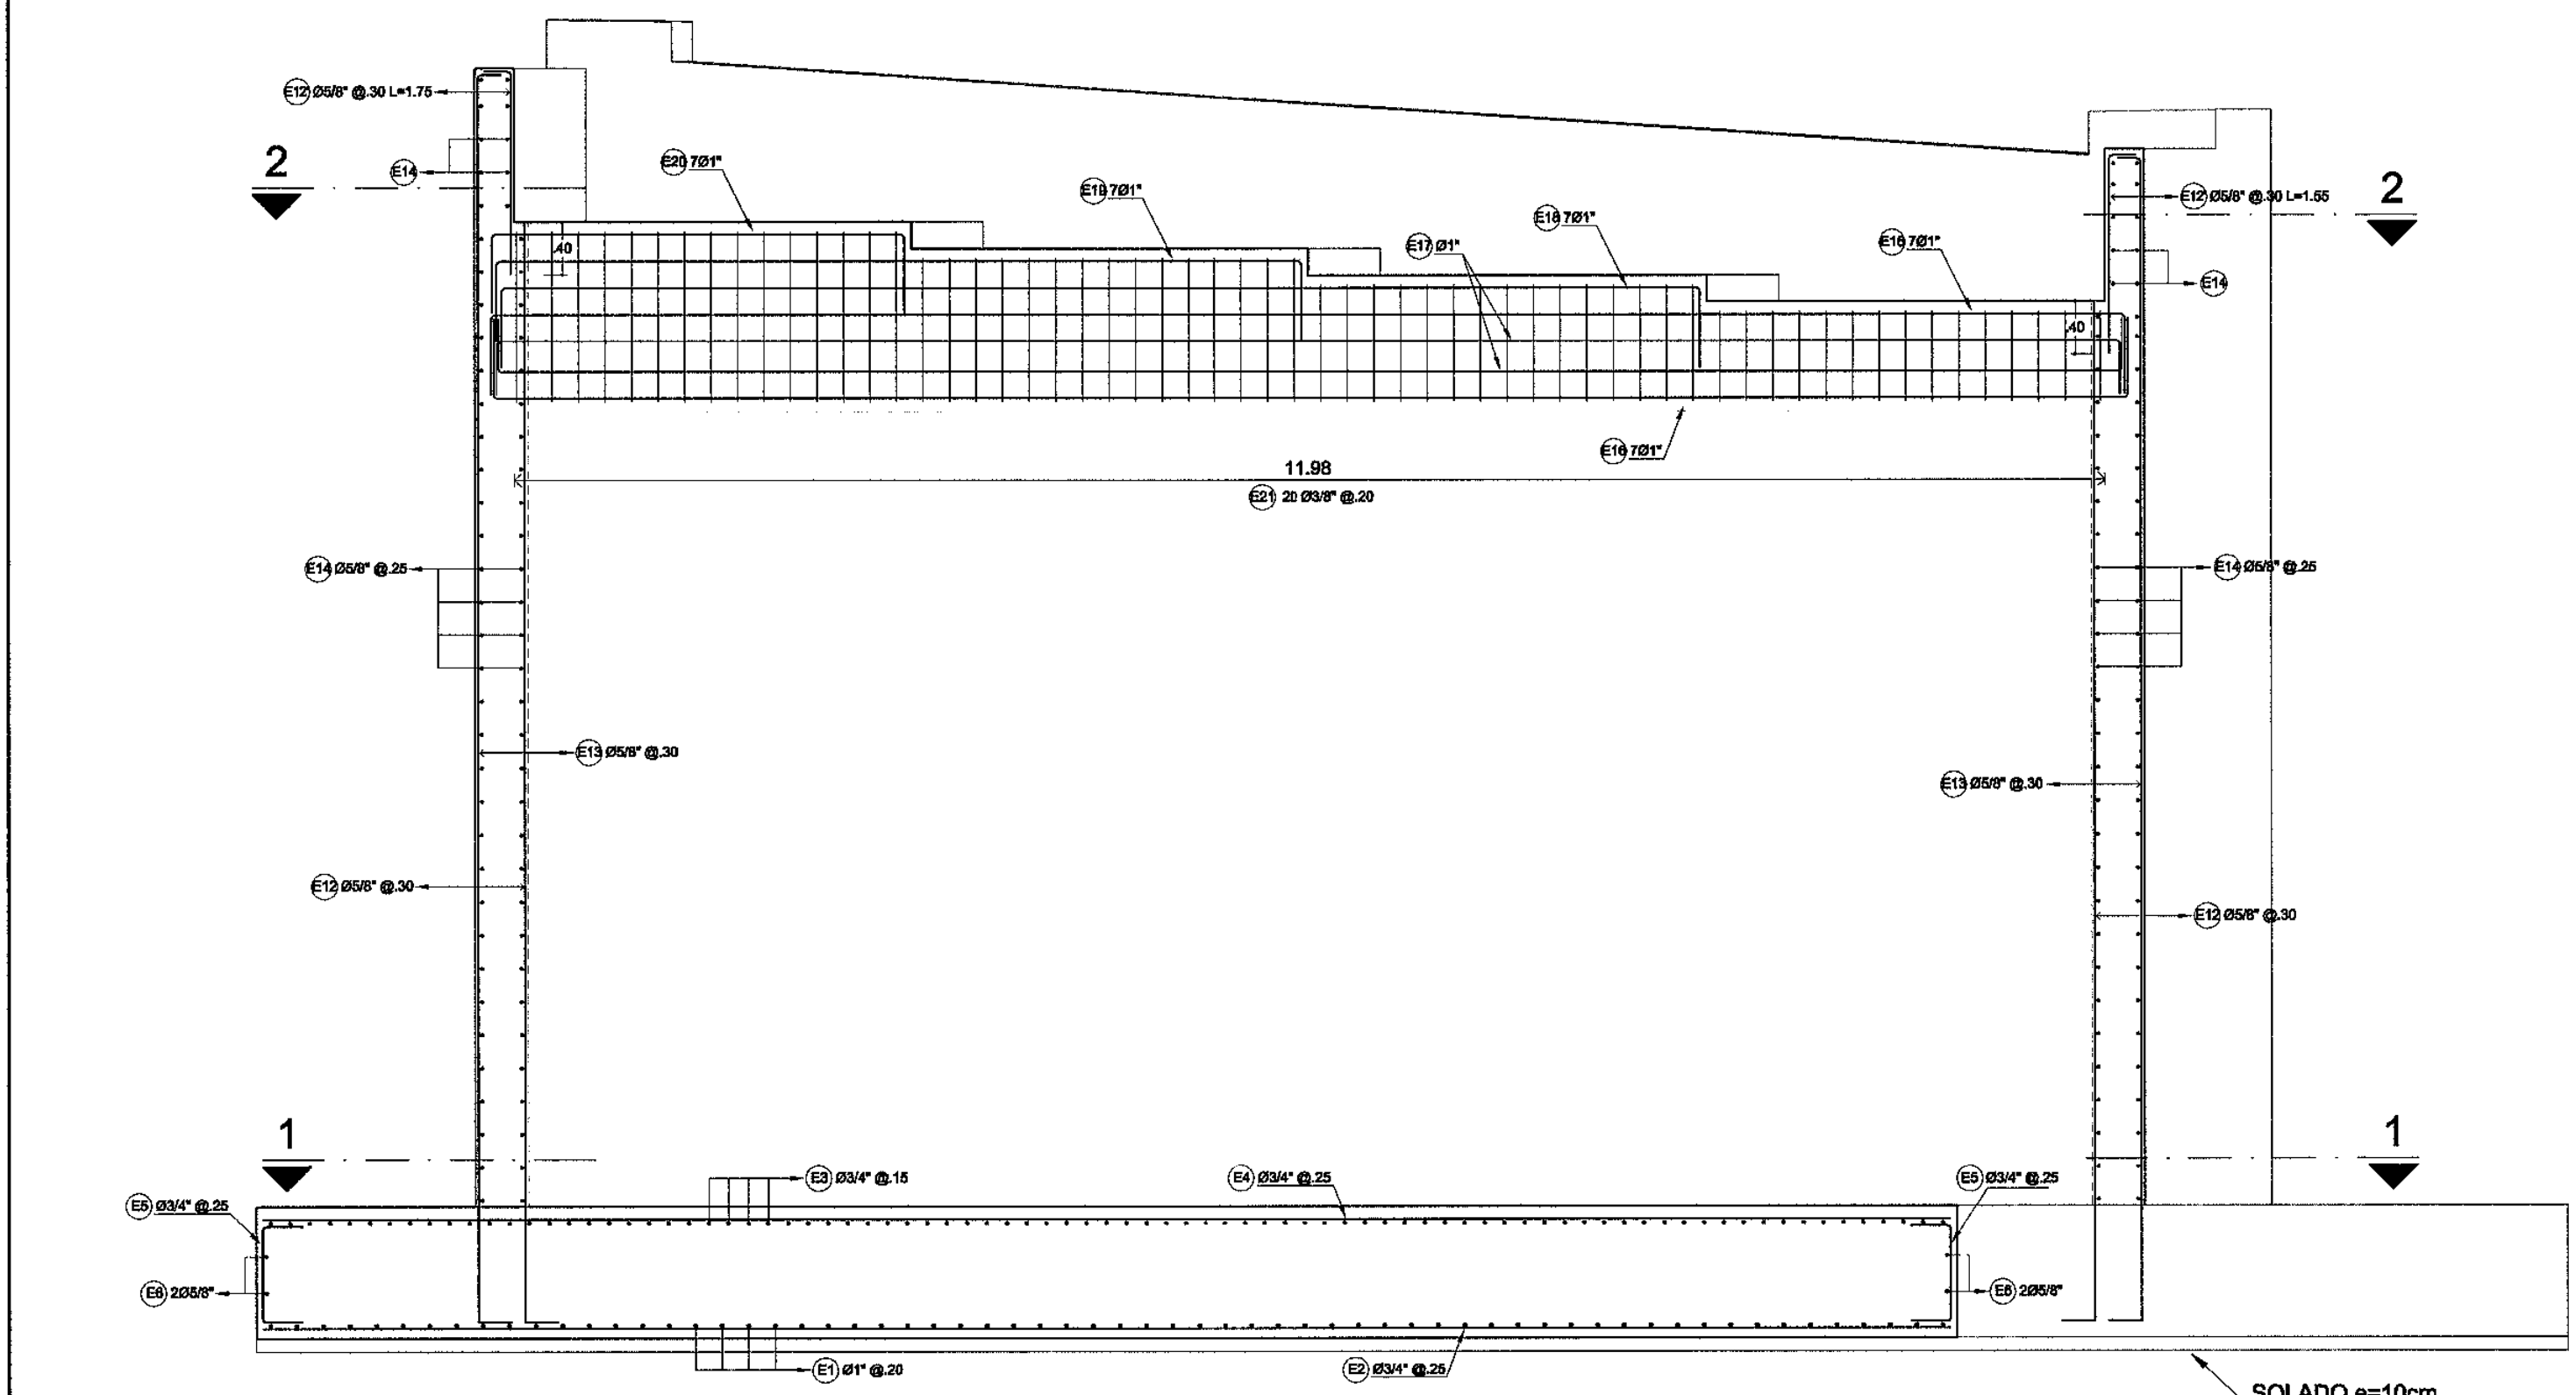 E12 Ø5/8" @.30 L=1.75
2
E14
E20 7Ø1"
E19 7Ø1"
E18 7Ø1"
E17 Ø1"
E16 7Ø1"
E12 Ø5/8" @.30 L=1.55
2
E14
.40
.40
E16 7Ø1"
11.98
E21 20 Ø3/8" @.20
E14 Ø5/8" @.25
E14 Ø5/8" @.25
E13 Ø5/8" @.30
E13 Ø5/8" @.30
E12 Ø5/8" @.30
E12 Ø5/8" @.30
1
1
E3 Ø3/4" @.15
E4 Ø3/4" @.25
E5 Ø3/4" @.25
E5 Ø3/4" @.25
E6 2Ø5/8"
E6 2Ø5/8"
E1 Ø1" @.20
E2 Ø3/4" @.25
SOLADO e=10cm